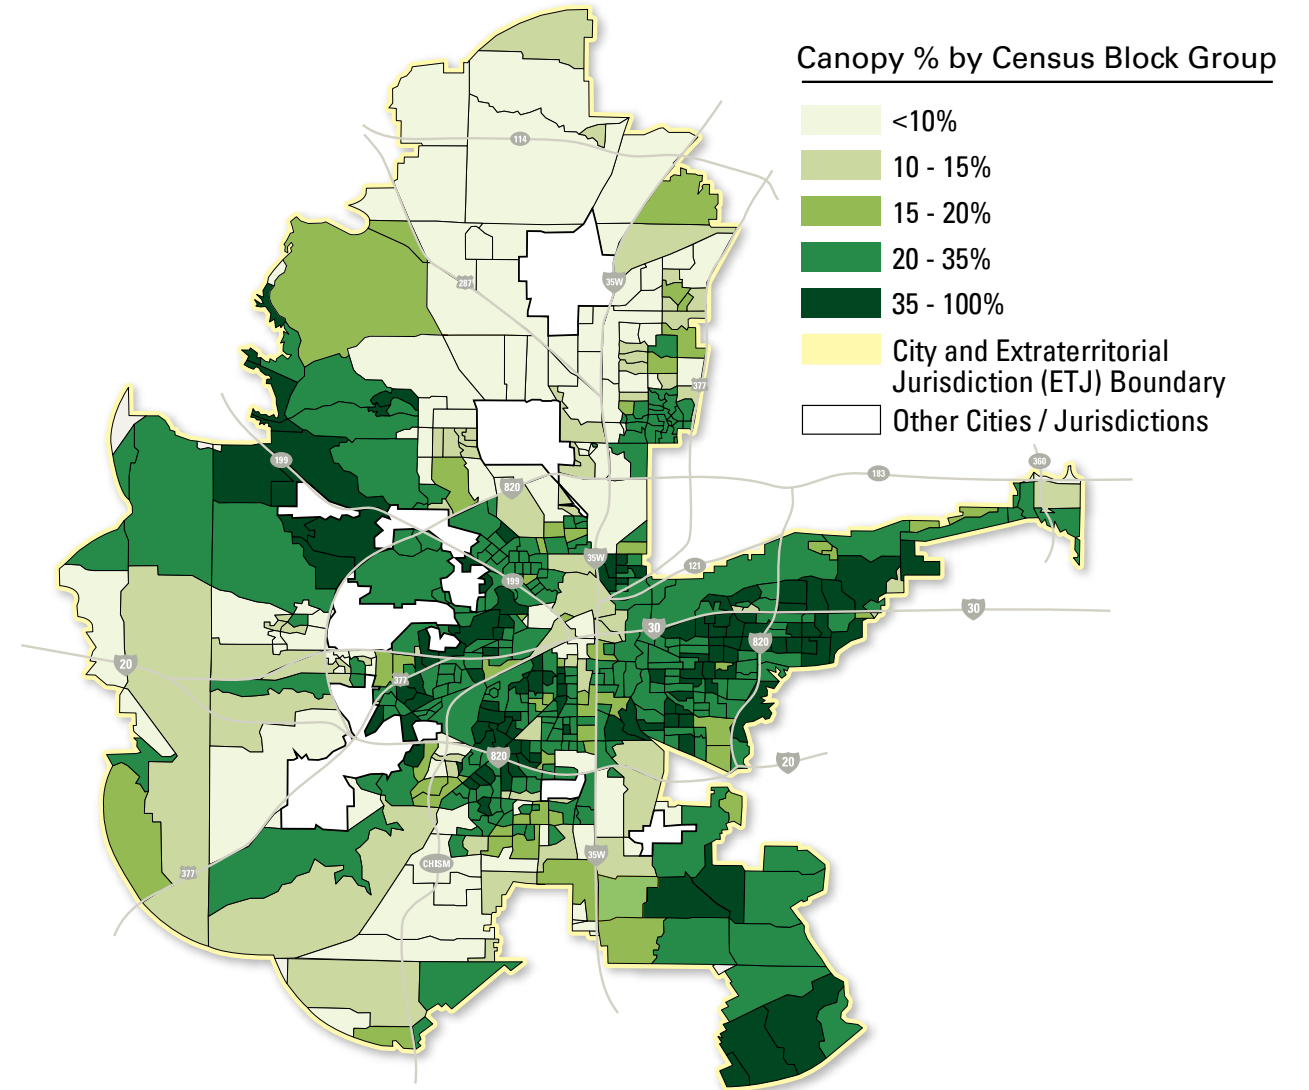 Canopy % by Census Block Group
<10%
10 - 15%
15 - 20%
20 - 35%
35 - 100%
City and Extraterritorial
Jurisdiction (ETJ) Boundary
Other Cities / Jurisdictions
114
287
35W
377
199
820
183
360
35W
121
199
30
30
820
20
377
820
20
35W
CHISM
377